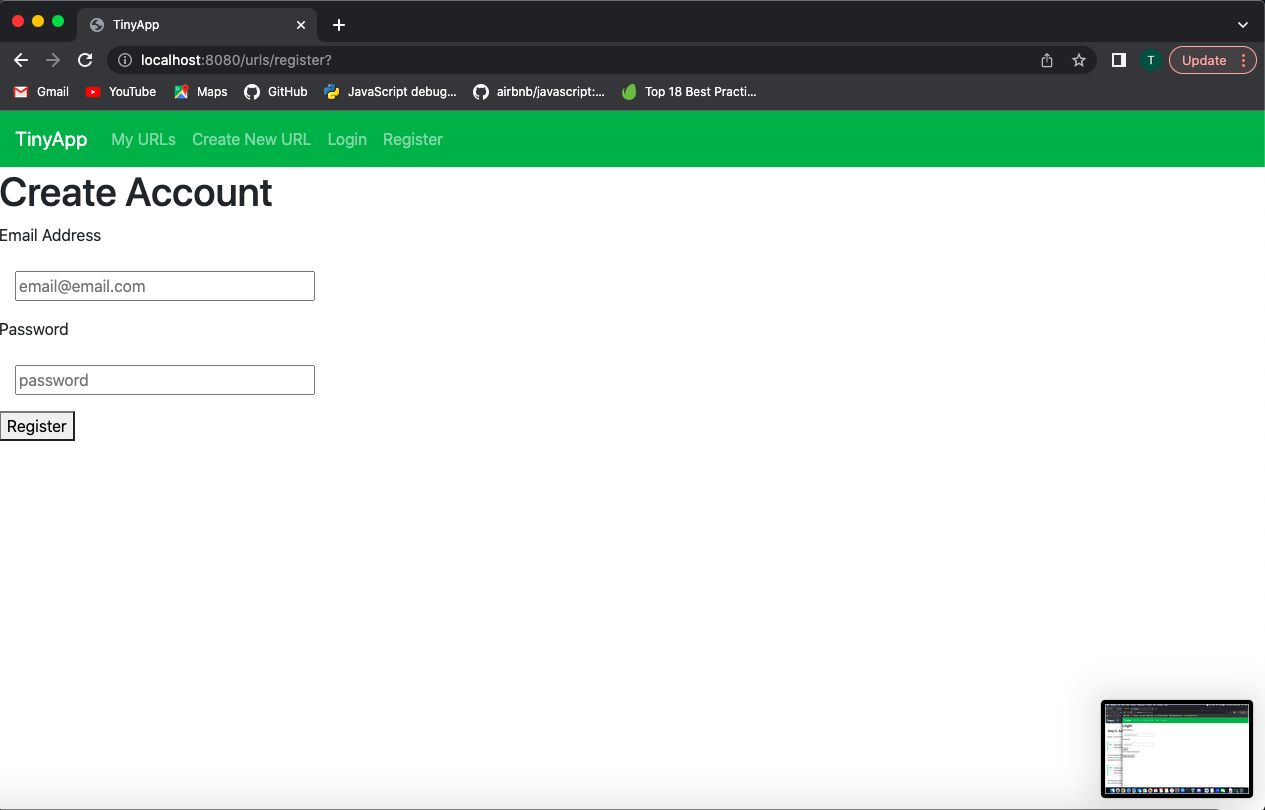 TinyApp
localhost:8080/urls/register?
T
Update
Gmail YouTube Maps GitHub JavaScript debug... airbnb/javascript:... Top 18 Best Practi...
TinyApp My URLs Create New URL Login Register
Create Account
Email Address
email@email.com
Password
password
Register
Login